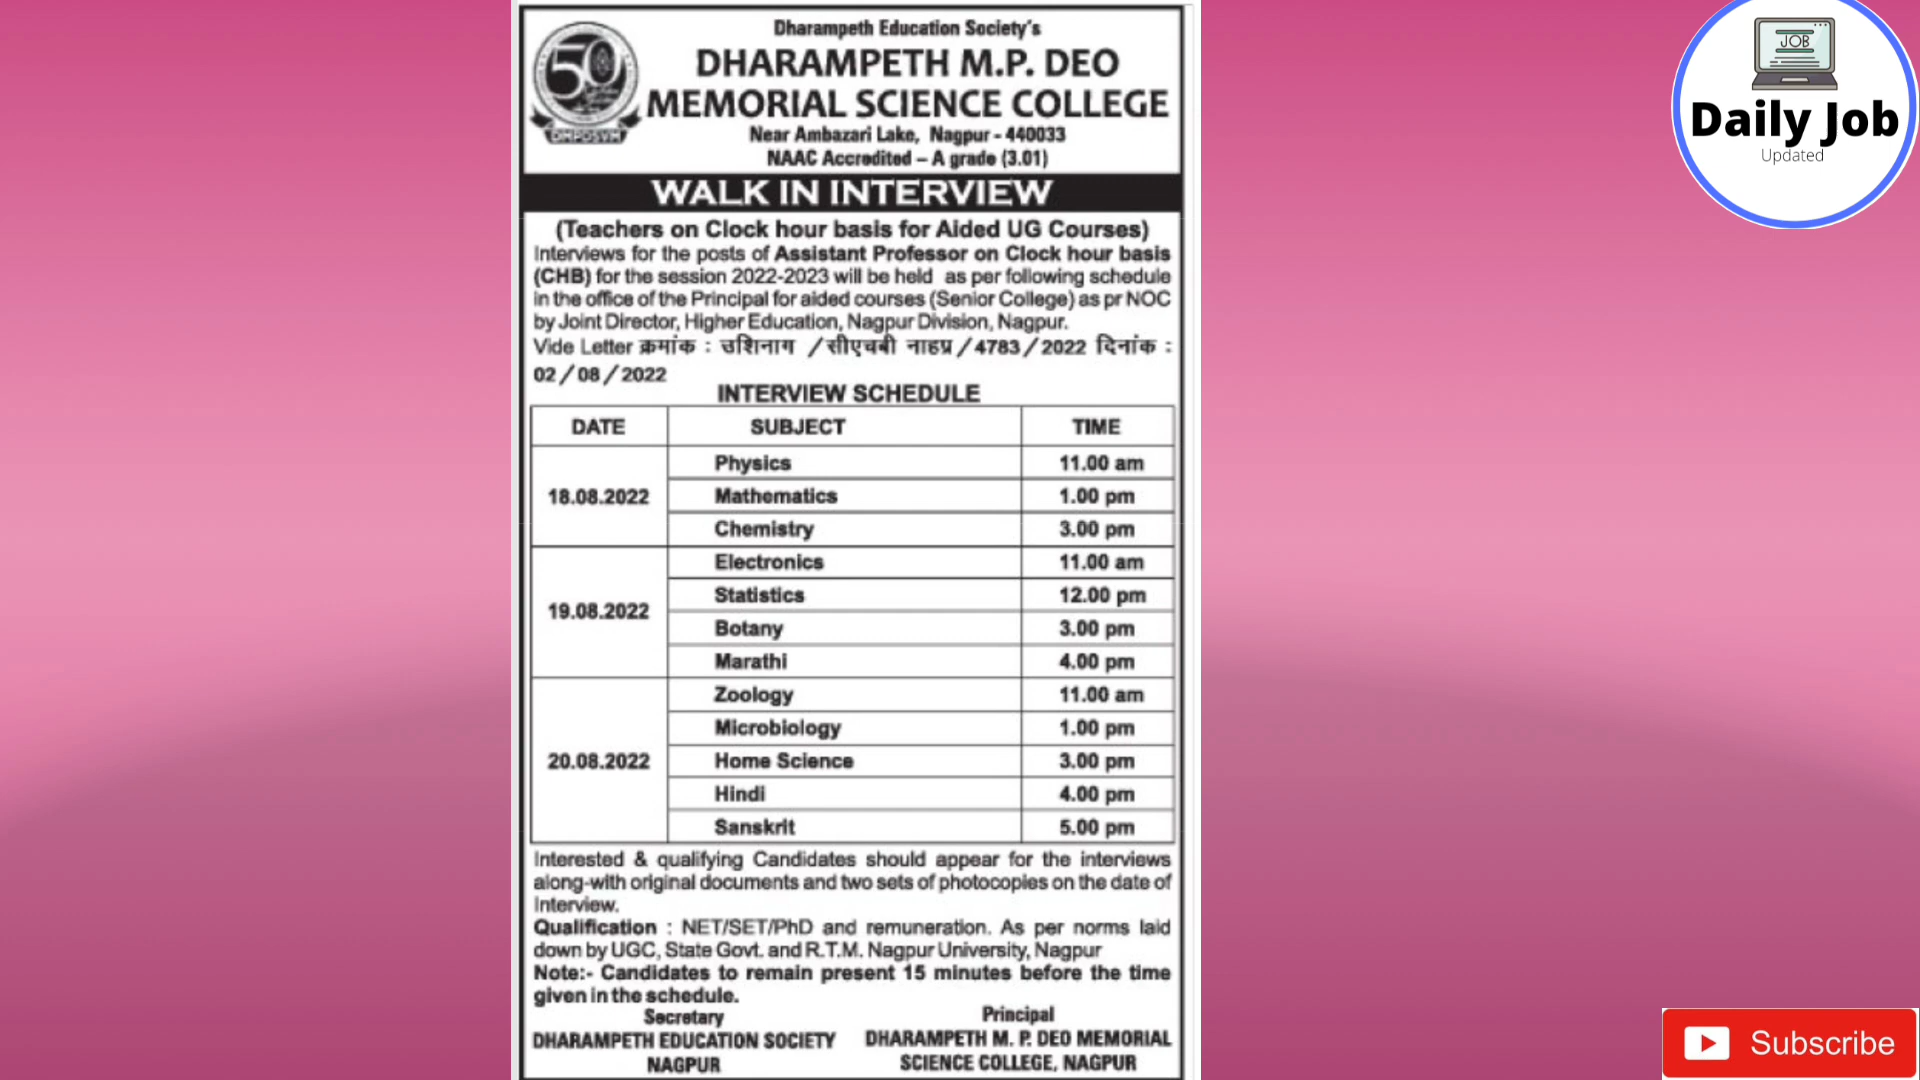 Dharampeth Education Society's
DHARAMPETH M.P. DEO
MEMORIAL SCIENCE COLLEGE
Near Ambazari Lake, Nagpur - 440033
NAAC Accredited – A grade (3.01)
50
DMPDSVM
WALK IN INTERVIEW
(Teachers on Clock hour basis for Aided UG Courses)
Interviews for the posts of Assistant Professor on Clock hour basis
(CHB) for the session 2022-2023 will be held as per following schedule
in the office of the Principal for aided courses (Senior College) as pr NOC
by Joint Director, Higher Education, Nagpur Division, Nagpur.
Vide Letter क्रमांक : उशिनाग /सीएचबी नाहप्र/4783/2022 दिनांक :
02/08/2022
INTERVIEW SCHEDULE
DATE SUBJECT TIME
18.08.2022
Physics 11.00 am
Mathematics 1.00 pm
Chemistry 3.00 pm
19.08.2022
Electronics 11.00 am
Statistics 12.00 pm
Botany 3.00 pm
Marathi 4.00 pm
20.08.2022
Zoology 11.00 am
Microbiology 1.00 pm
Home Science 3.00 pm
Hindi 4.00 pm
Sanskrit 5.00 pm
Interested & qualifying Candidates should appear for the interviews
along-with original documents and two sets of photocopies on the date of
Interview.
Qualification : NET/SET/PhD and remuneration. As per norms laid
down by UGC, State Govt. and R.T.M. Nagpur University, Nagpur
Note:- Candidates to remain present 15 minutes before the time
given in the schedule.
Secretary
DHARAMPETH EDUCATION SOCIETY
NAGPUR
Principal
DHARAMPETH M. P. DEO MEMORIAL
SCIENCE COLLEGE, NAGPUR
JOB
Daily Job
Updated
Subscribe